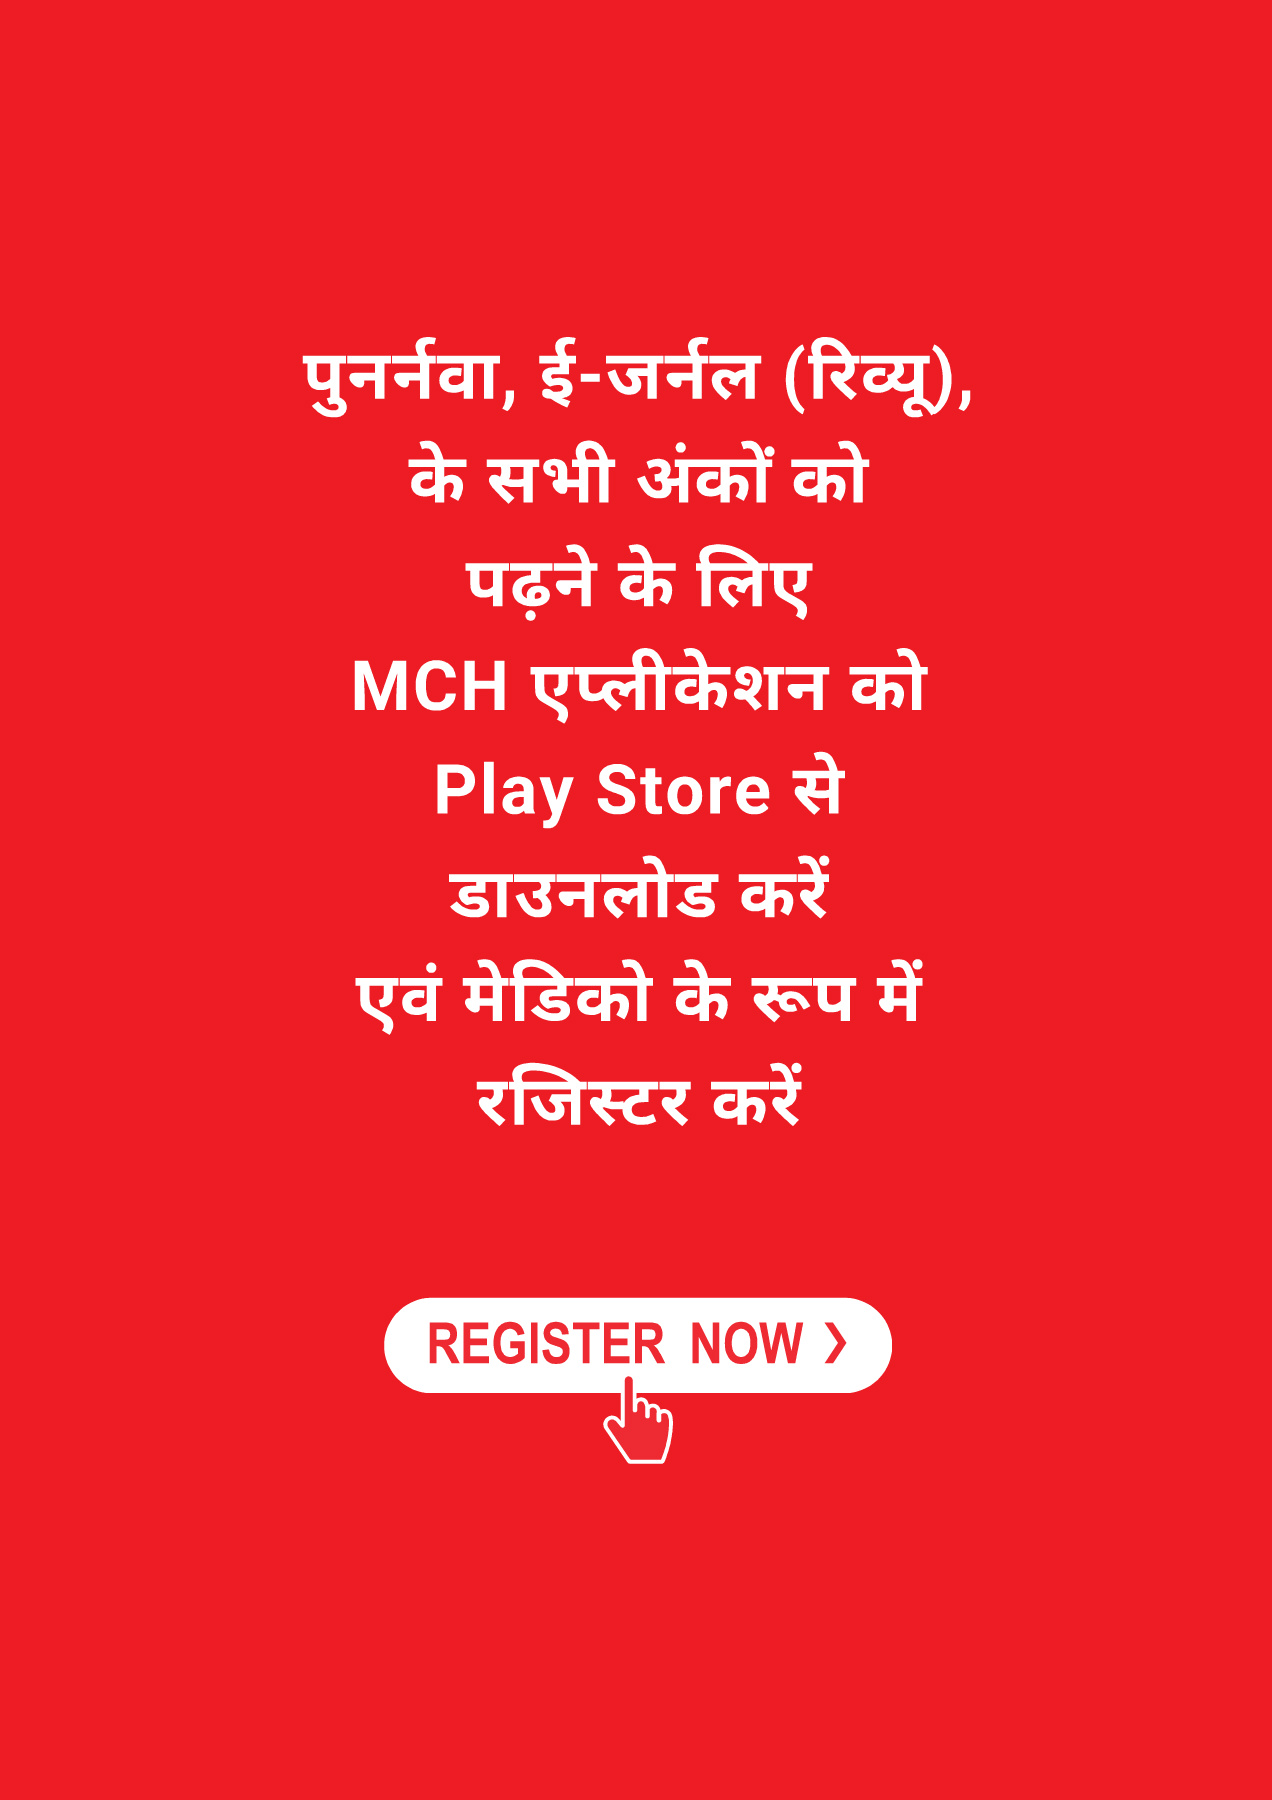 पुनर्नवा, ई-जर्नल (रिव्यू),
के सभी अंकों को
पढ़ने के लिए
MCH एप्लीकेशन को
Play Store से
डाउनलोड करें
एवं मेडिको के रूप में
रजिस्टर करें
REGISTER NOW ❯